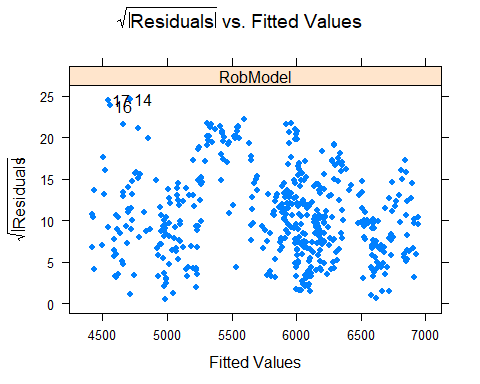 √|Residuals| vs. Fitted Values
RobModel
17 14
16
25
20
15
10
5
0
√|Residuals
4500 5000 5500 6000 6500 7000
Fitted Values